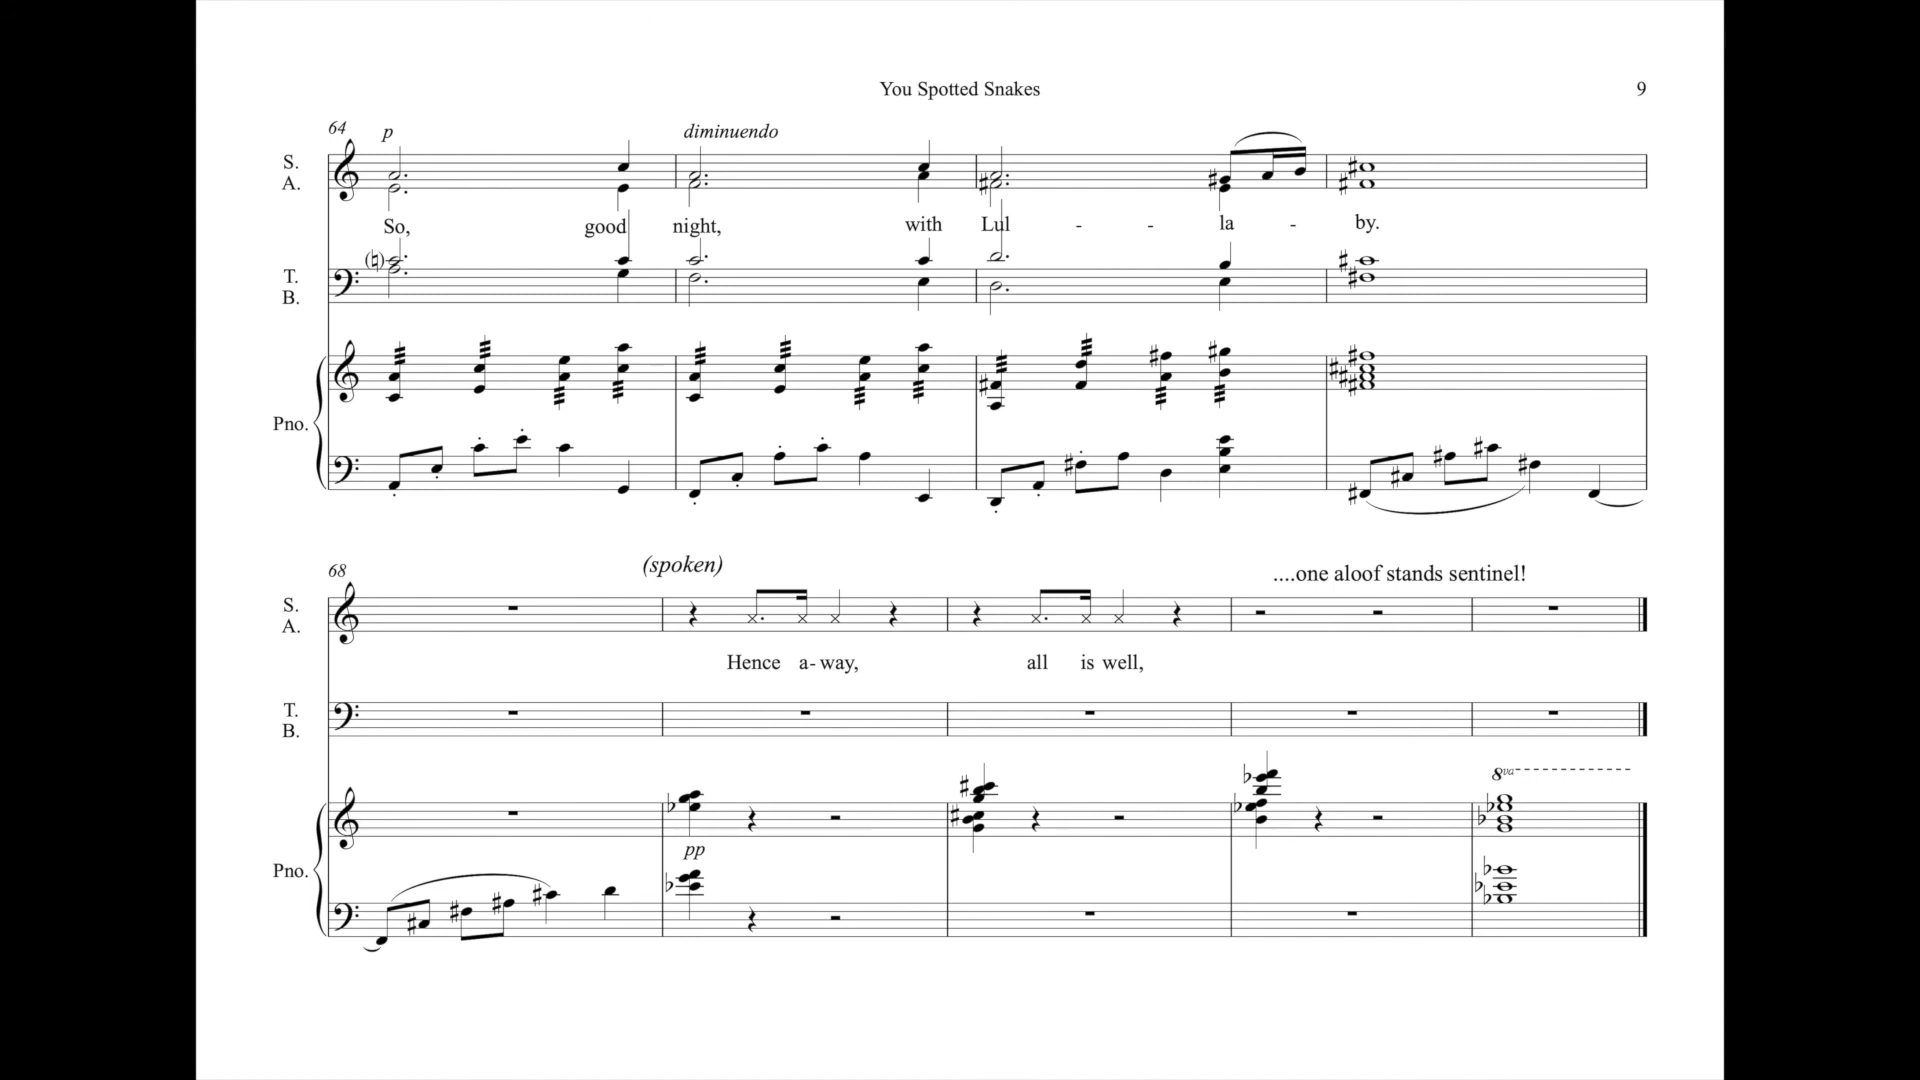 You Spotted Snakes
9
64
p
diminuendo
S.
A.
So, good night, with Lul - - la - by.
T.
B.
Pno.
68
(spoken)
....one aloof stands sentinel!
S.
A.
Hence a- way, all is well,
T.
B.
8va
pp
Pno.